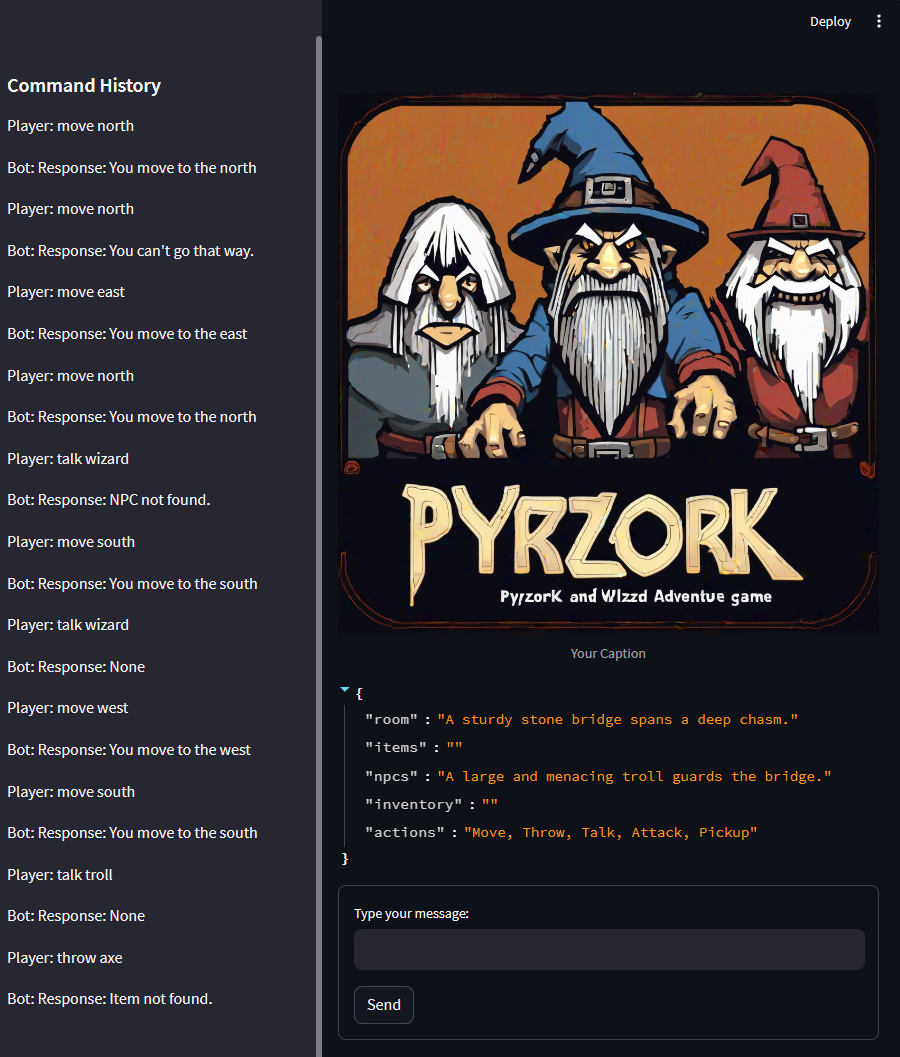 Deploy
Command History
Player: move north
Bot: Response: You move to the north
Player: move north
Bot: Response: You can't go that way.
Player: move east
Bot: Response: You move to the east
Player: move north
Bot: Response: You move to the north
Player: talk wizard
Bot: Response: NPC not found.
Player: move south
Bot: Response: You move to the south
Player: talk wizard
Bot: Response: None
Player: move west
Bot: Response: You move to the west
Player: move south
Bot: Response: You move to the south
Player: talk troll
Bot: Response: None
Player: throw axe
Bot: Response: Item not found.
PYRZORK
PyrzorK and WIzzd Adventue game
Your Caption
{
"room" : "A sturdy stone bridge spans a deep chasm."
"items" : ""
"npcs" : "A large and menacing troll guards the bridge."
"inventory" : ""
"actions" : "Move, Throw, Talk, Attack, Pickup"
}
Type your message:
Send